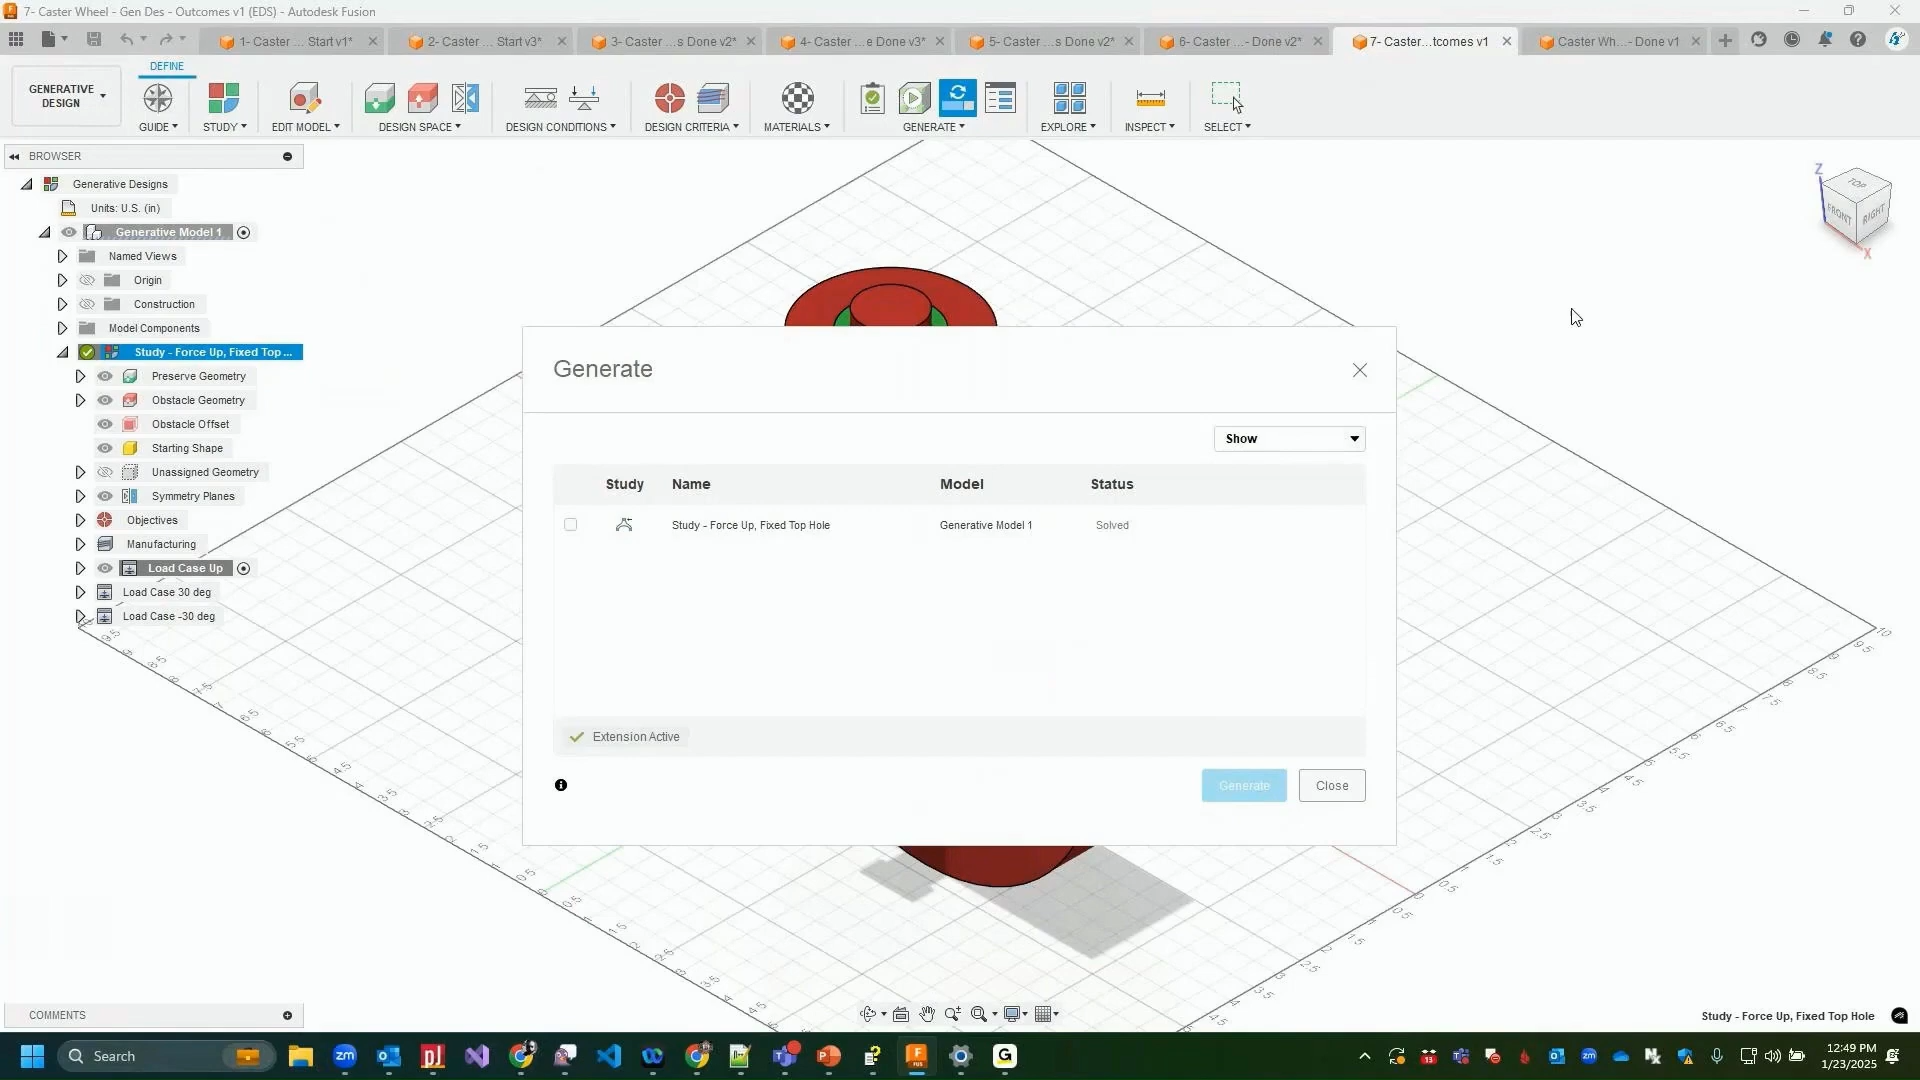 7- Caster Wheel - Gen Des - Outcomes v1 (EDS) - Autodesk Fusion
1- Caster ... Start v1*
2- Caster ... Start v3*
3- Caster ...s Done v2*
4- Caster ...e Done v3*
5- Caster ...s Done v2*
6- Caster ...- Done v2*
7- Caster...tcomes v1
Caster Wh...- Done v1
DEFINE
GENERATIVE
DESIGN
GUIDE
STUDY
EDIT MODEL
DESIGN SPACE
DESIGN CONDITIONS
DESIGN CRITERIA
MATERIALS
GENERATE
EXPLORE
INSPECT
SELECT
BROWSER
Generative Designs
Units: U.S. (in)
Generative Model 1
Named Views
Origin
Construction
Model Components
Study - Force Up, Fixed Top ...
Preserve Geometry
Obstacle Geometry
Obstacle Offset
Starting Shape
Unassigned Geometry
Symmetry Planes
Objectives
Manufacturing
Load Case Up
Load Case 30 deg
Load Case -30 deg
Z
TOP
FRONT
RIGHT
X
Generate
Show
Study Name Model Status
Study - Force Up, Fixed Top Hole Generative Model 1 Solved
Extension Active
Generate
Close
COMMENTS
Study - Force Up, Fixed Top Hole
Search
12:49 PM
1/23/2025